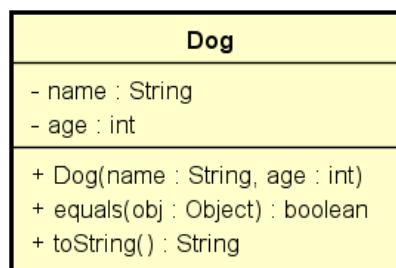 Dog
- name : String
- age : int
+ Dog(name : String, age : int)
+ equals(obj : Object) : boolean
+ toString() : String